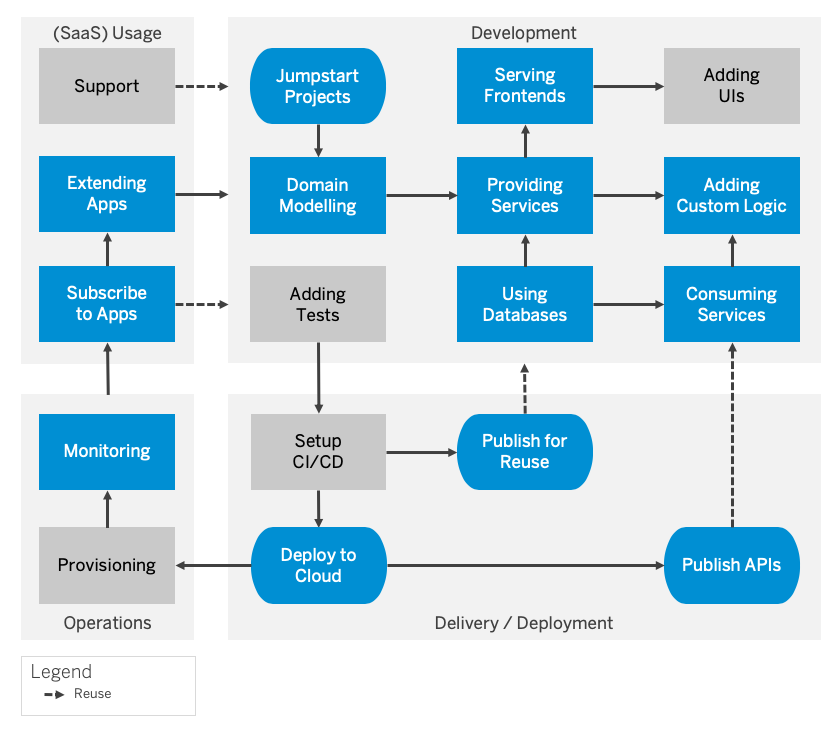 (SaaS) Usage
Support
Extending
Apps
Subscribe
to Apps
Development
Jumpstart
Projects
Serving
Frontends
Adding
UIs
Domain
Modelling
Providing
Services
Adding
Custom Logic
Adding
Tests
Using
Databases
Consuming
Services
Monitoring
Provisioning
Operations
Setup
CI/CD
Publish for
Reuse
Deploy to
Cloud
Publish APIs
Delivery / Deployment
Legend
Reuse